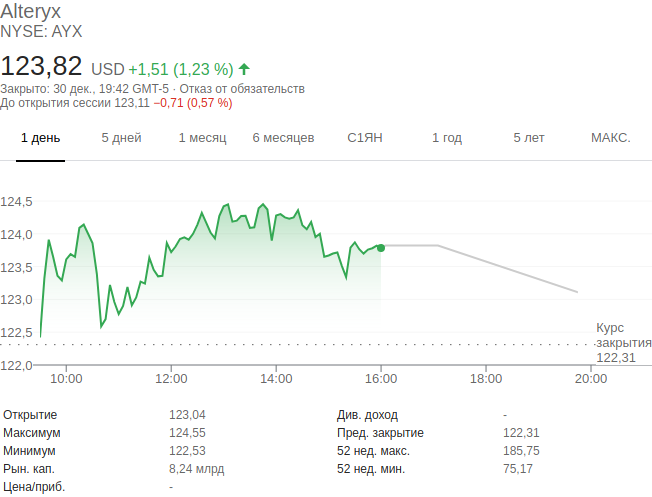 Alteryx
NYSE: AYX
123,82 USD +1,51 (1,23 %)
Закрыто: 30 дек., 19:42 GMT-5 · Отказ от обязательств
До открытия сессии 123,11 −0,71 (0,57 %)
1 день 5 дней 1 месяц 6 месяцев С1ЯН 1 год 5 лет МАКС.
124,5
124,0
123,5
123,0
122,5
122,0
Курс
закрытия
122,31
10:00 12:00 14:00 16:00 18:00 20:00
Открытие 123,04 Див. доход -
Максимум 124,55 Пред. закрытие 122,31
Минимум 122,53 52 нед. макс. 185,75
Рын. кап. 8,24 млрд 52 нед. мин. 75,17
Цена/приб. -